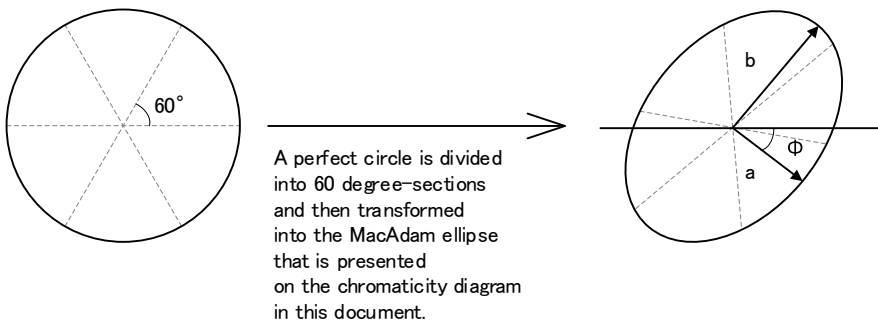 60°
A perfect circle is divided
into 60 degree-sections
and then transformed
into the MacAdam ellipse
that is presented
on the chromaticity diagram
in this document.
b
Φ
a